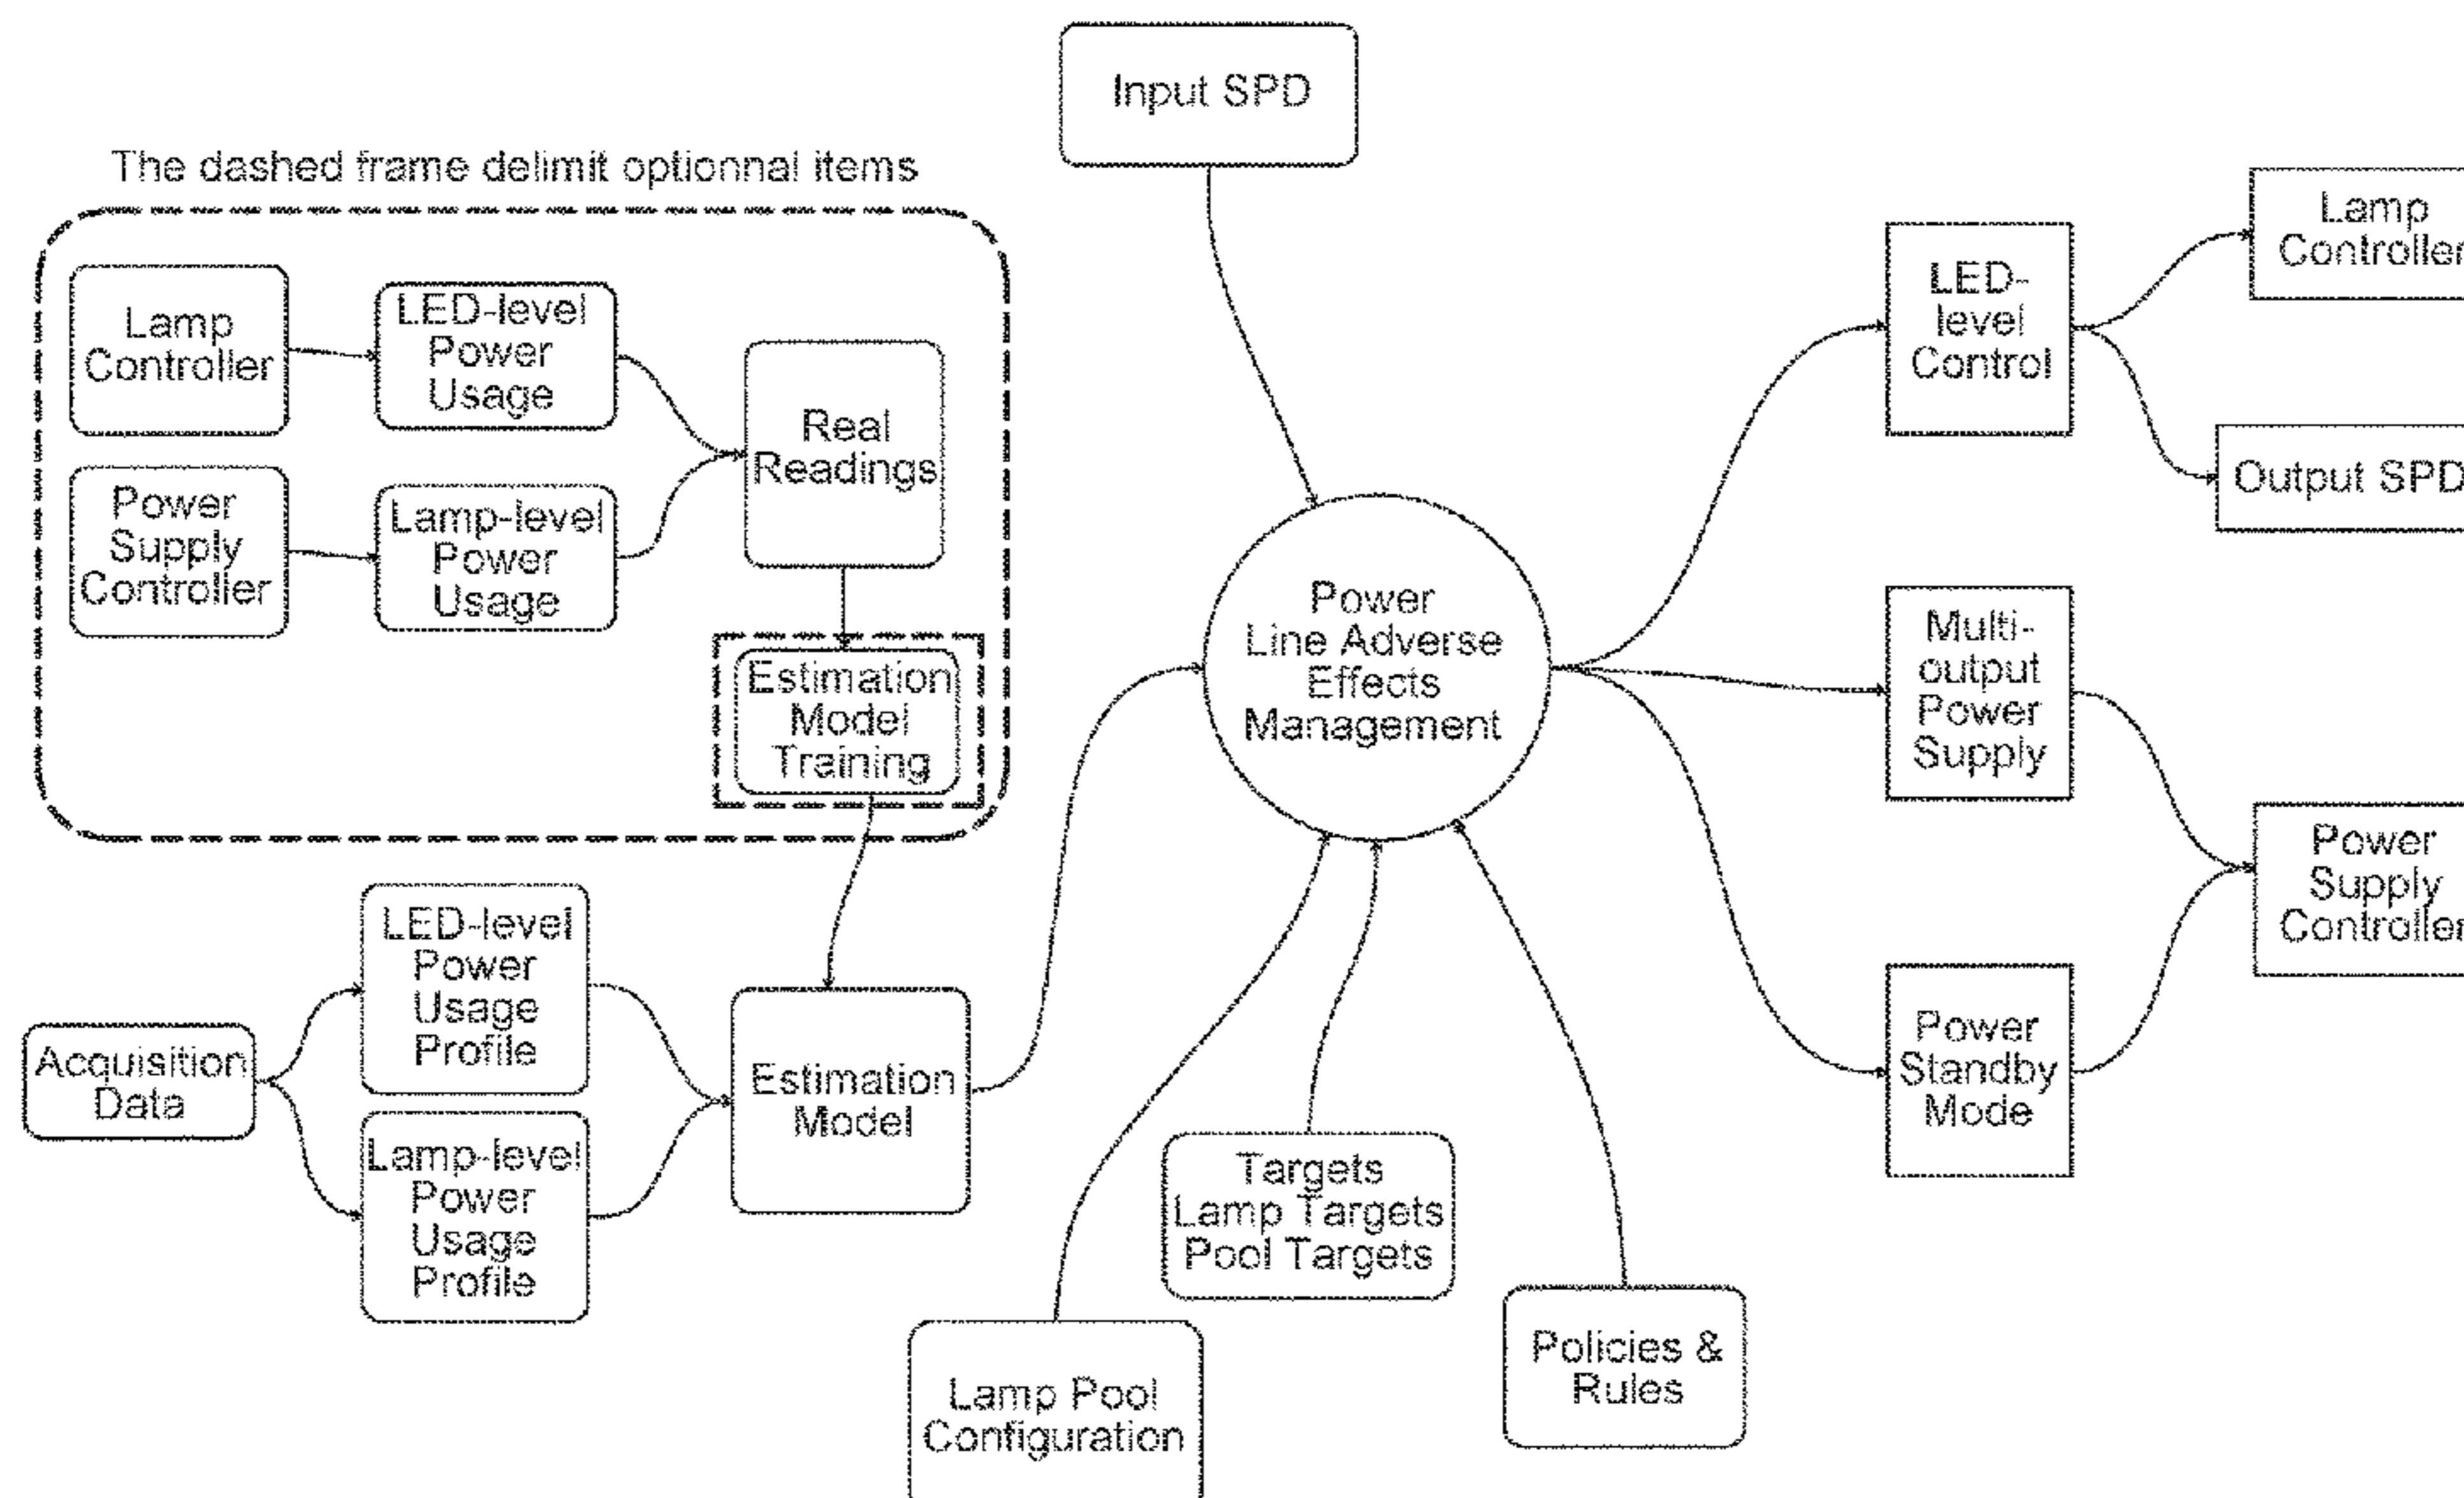 Input SPD
The dashed frame delimit optionnal items
Lamp
Controller
LED-level
Power
Usage
Real
Readings
Power
Supply
Controller
Lamp-level
Power
Usage
Estimation
Model
Training
Acquisition
Data
LED-level
Power
Usage
Profile
Lamp-level
Power
Usage
Profile
Estimation
Model
Power
Line Adverse
Effects
Management
Lamp Pool
Configuration
Targets
Lamp Targets
Pool Targets
Policies &
Rules
LED-
level
Control
Lamp
Controller
Output SPD
Multi-
output
Power
Supply
Power
Standby
Mode
Power
Supply
Controller